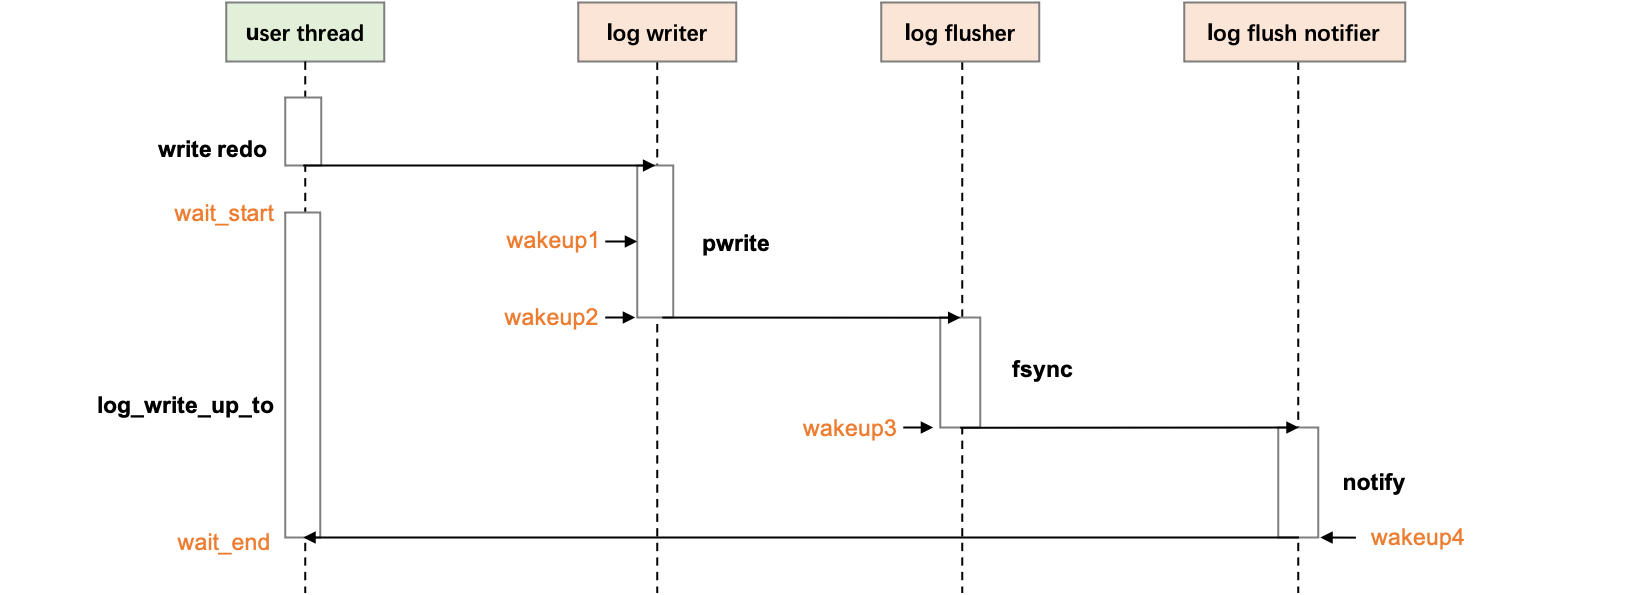 user thread
log writer
log flusher
log flush notifier
write redo
wait_start
wakeup1
pwrite
wakeup2
fsync
log_write_up_to
wakeup3
notify
wait_end
wakeup4